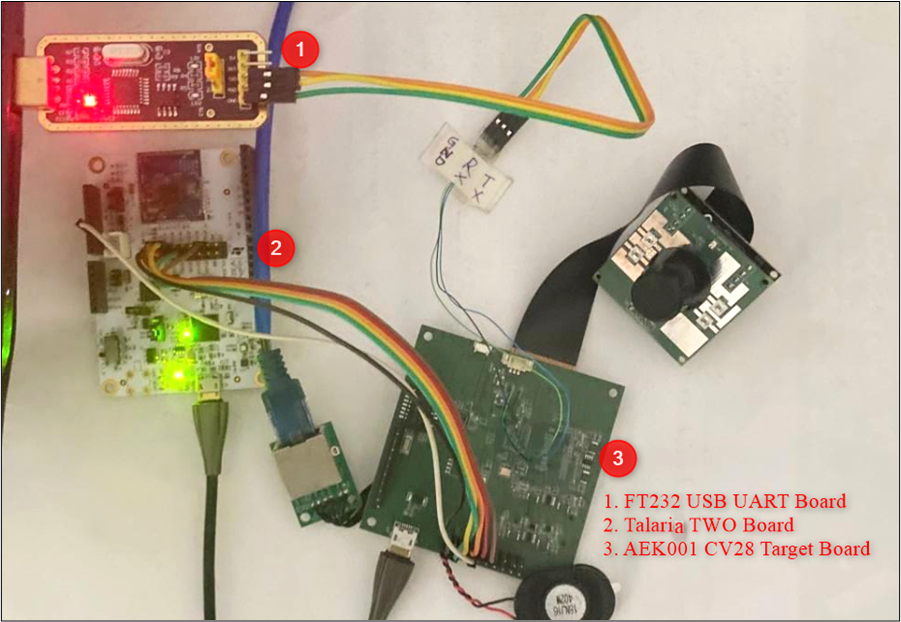 1
2
3
GND
RX
TX
1. FT232 USB UART Board
2. Talaria TWO Board
3. AEK001 CV28 Target Board